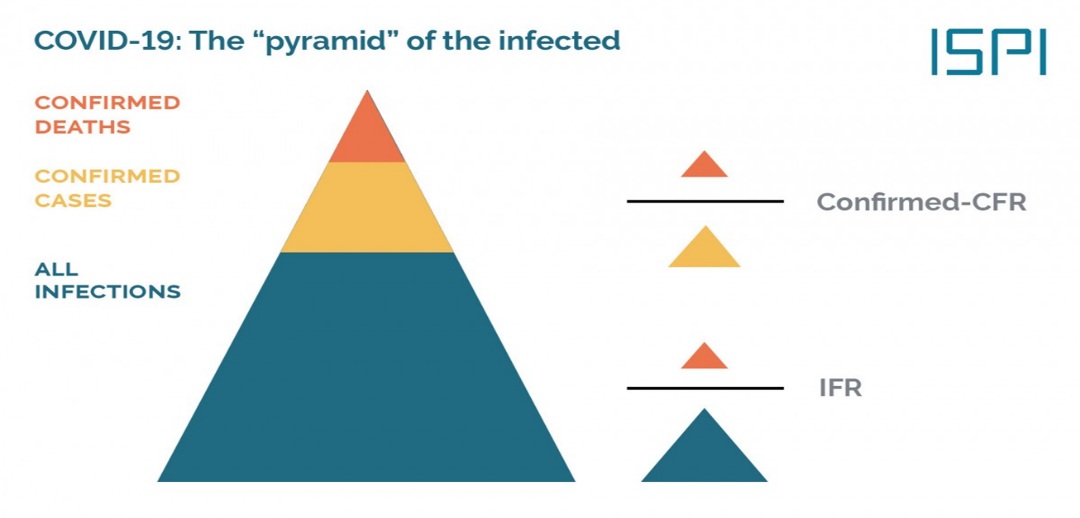 COVID-19: The “pyramid” of the infected
ISPI
CONFIRMED
DEATHS
CONFIRMED
CASES
ALL
INFECTIONS
Confirmed-CFR
IFR